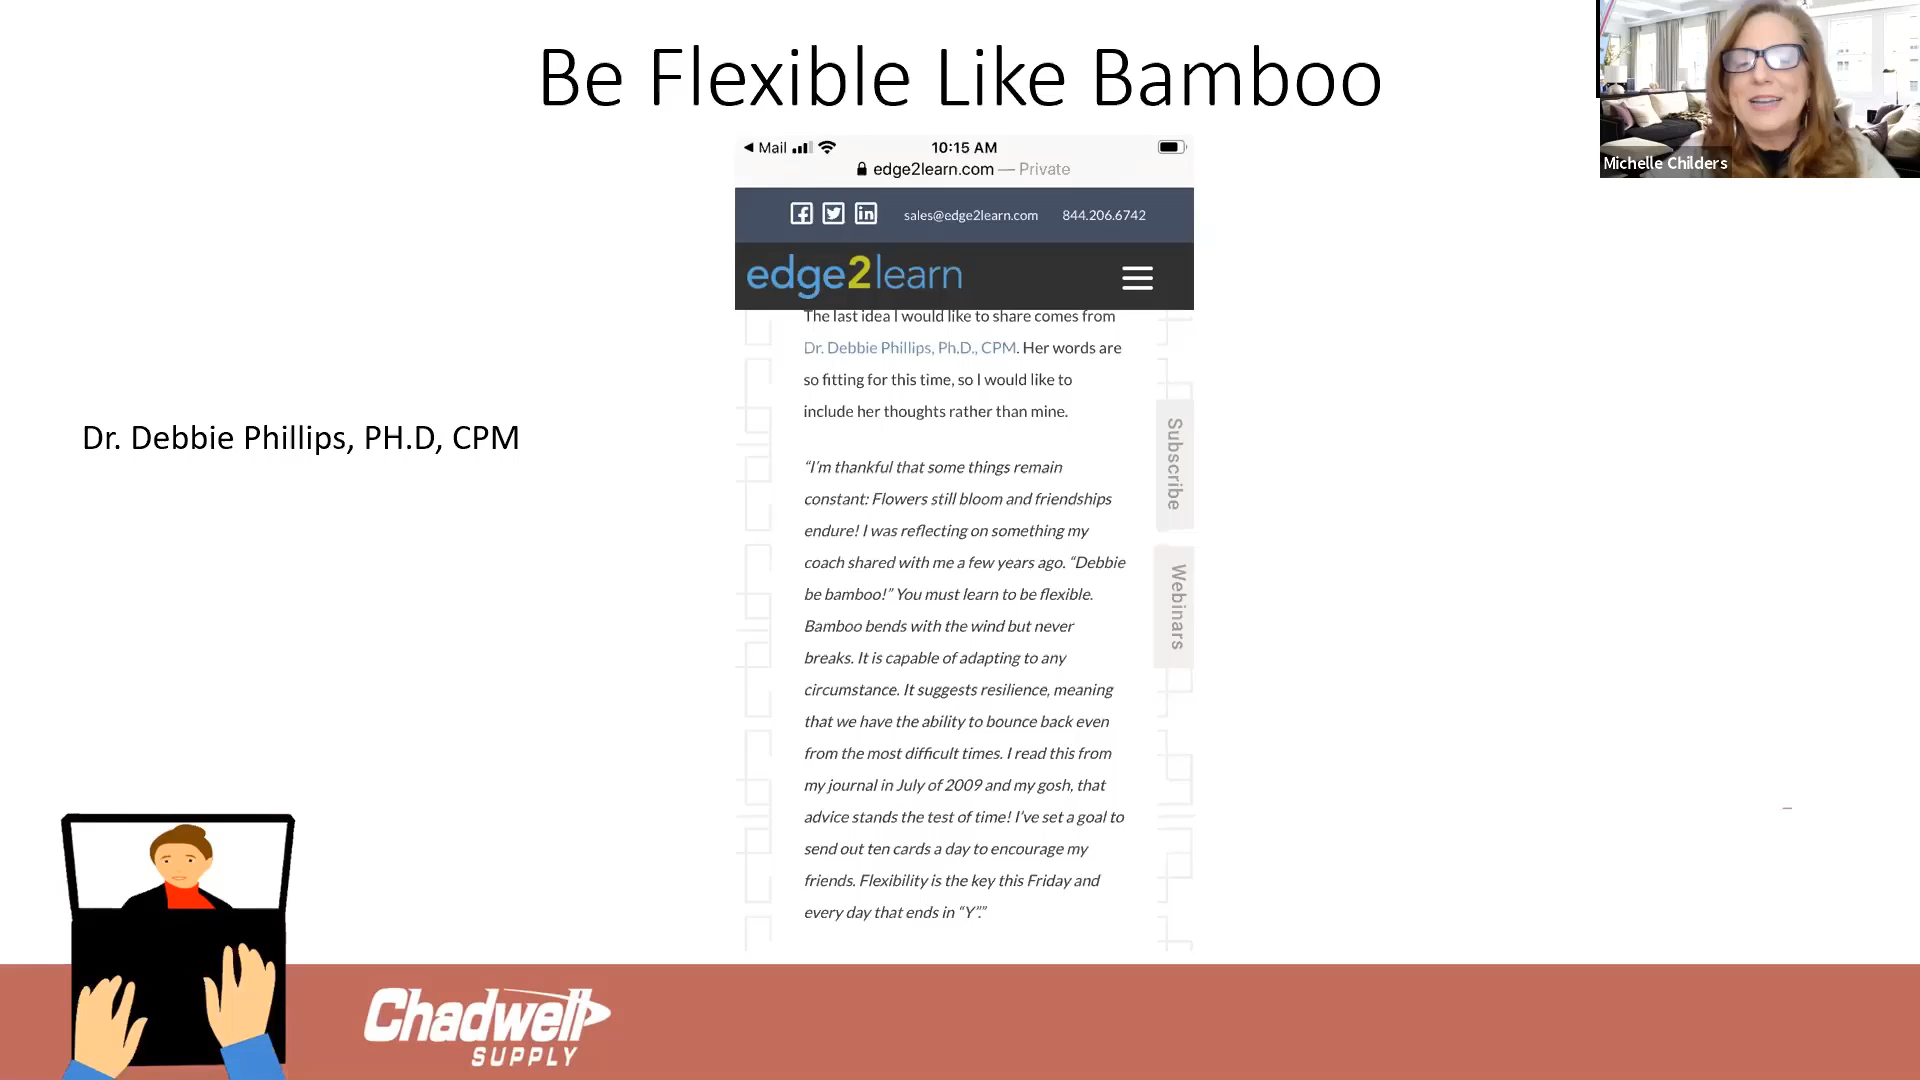 Be Flexible Like Bamboo
Michelle Childers
Mail
10:15 AM
edge2learn.com — Private
sales@edge2learn.com 844.206.6742
edge2learn
The last idea I would like to share comes from
Dr. Debbie Phillips, Ph.D., CPM. Her words are
so fitting for this time, so I would like to
include her thoughts rather than mine.
Subscribe
Dr. Debbie Phillips, PH.D, CPM
“I’m thankful that some things remain
constant: Flowers still bloom and friendships
endure! I was reflecting on something my
coach shared with me a few years ago. “Debbie
be bamboo!” You must learn to be flexible.
Bamboo bends with the wind but never
breaks. It is capable of adapting to any
circumstance. It suggests resilience, meaning
that we have the ability to bounce back even
from the most difficult times. I read this from
my journal in July of 2009 and my gosh, that
advice stands the test of time! I’ve set a goal to
send out ten cards a day to encourage my
friends. Flexibility is the key this Friday and
every day that ends in “Y”.”
Webinars
Chadwell
SUPPLY